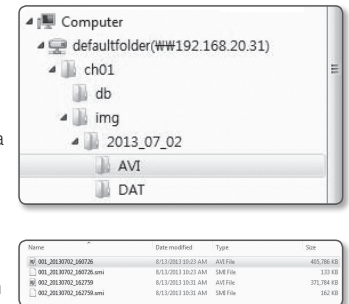 Computer
defaultfolder(₩₩192.168.20.31)
ch01
db
img
2013_07_02
AVI
DAT
a
Name Date modified Type Size
001_20130702_160726 8/13/2013 10:23 AM AVI File 405,786 KB
001_20130702_160726.smi 8/13/2013 10:23 AM SMI File 133 KB
002_20130702_162759 8/13/2013 10:31 AM AVI File 371,784 KB
002_20130702_162759.smi 8/13/2013 10:31 AM SMI File 162 KB